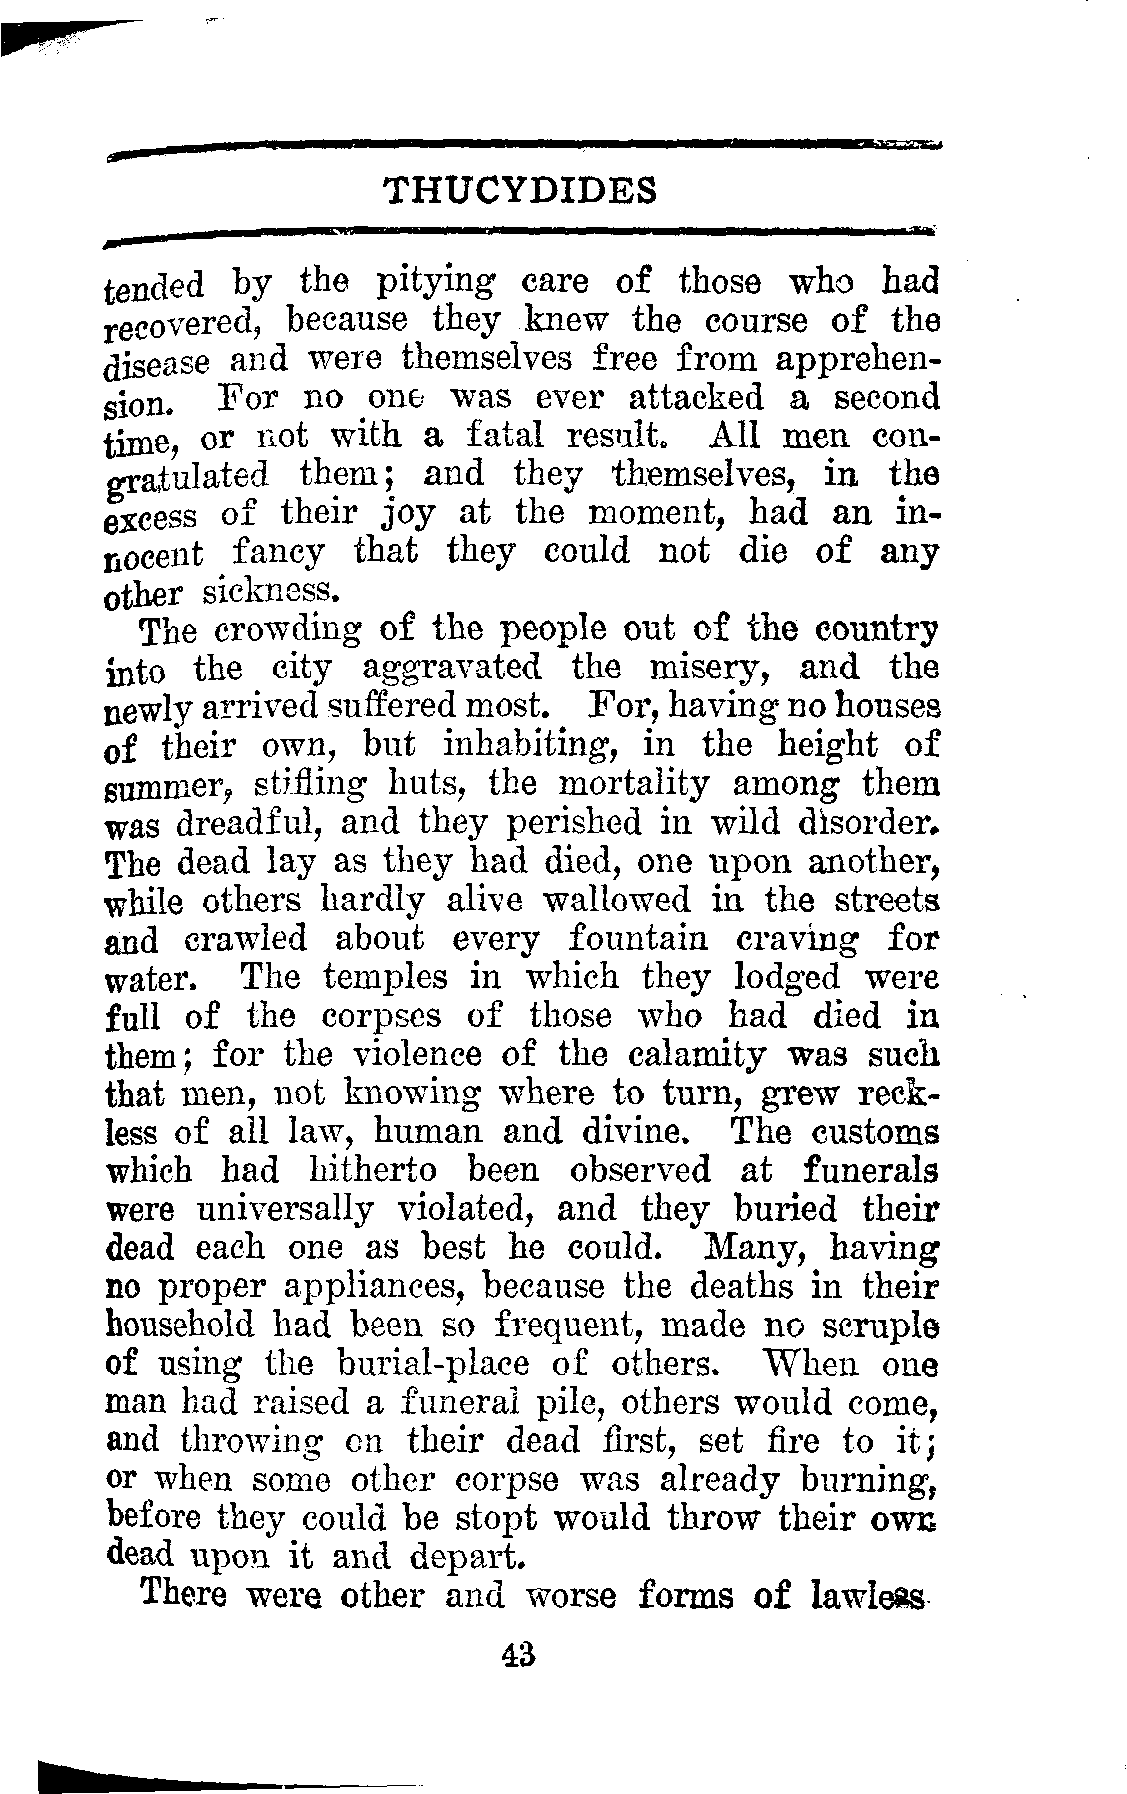 THUCYDIDES
tended by the pitying care of those who had
recovered, because they knew the course of the
disease and were themselves free from apprehen-
sion. For no one was ever attacked a second
time, or not with a fatal result. All men con-
gratulated them; and they themselves, in the
excess of their joy at the moment, had an in-
nocent fancy that they could not die of any
other sickness.
The crowding of the people out of the country
into the city aggravated the misery, and the
newly arrived suffered most. For, having no houses
of their own, but inhabiting, in the height of
summer, stifling huts, the mortality among them
was dreadful, and they perished in wild disorder.
The dead lay as they had died, one upon another,
while others hardly alive wallowed in the streets
and crawled about every fountain craving for
water. The temples in which they lodged were
full of the corpses of those who had died in
them; for the violence of the calamity was such
that men, not knowing where to turn, grew reck-
less of all law, human and divine. The customs
which had hitherto been observed at funerals
were universally violated, and they buried their
dead each one as best he could. Many, having
no proper appliances, because the deaths in their
household had been so frequent, made no scruple
of using the burial-place of others. When one
man had raised a funeral pile, others would come,
and throwing on their dead first, set fire to it;
or when some other corpse was already burning,
before they could be stopt would throw their own
dead upon it and depart.
There were other and worse forms of lawless-
43